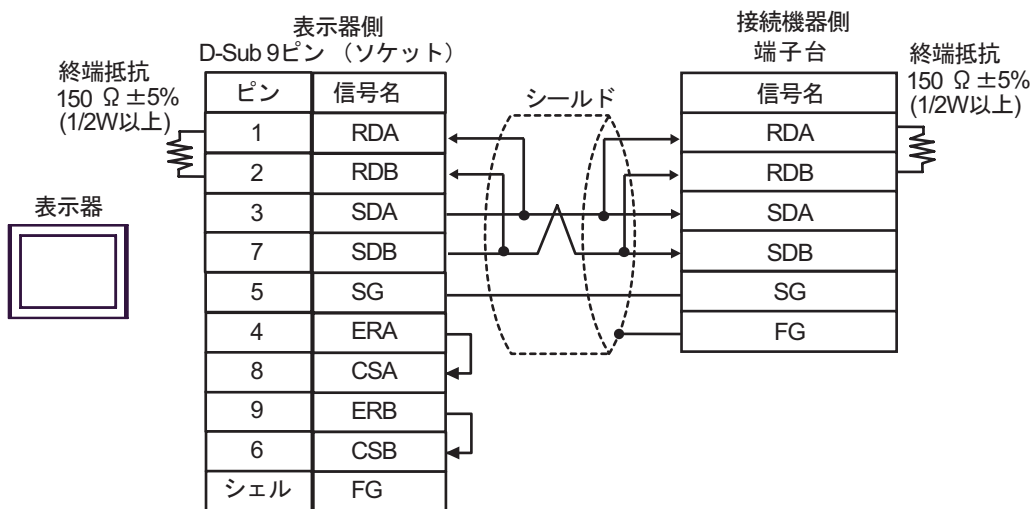 表示器側
D-Sub 9ピン (ソケット)
接続機器側
端子台
終端抵抗
150 Ω ±5%
(1/2W以上)
終端抵抗
150 Ω ±5%
(1/2W以上)
表示器
シールド
ピン 信号名
1 RDA
2 RDB
3 SDA
7 SDB
5 SG
4 ERA
8 CSA
9 ERB
6 CSB
シェル FG
信号名
RDA
RDB
SDA
SDB
SG
FG